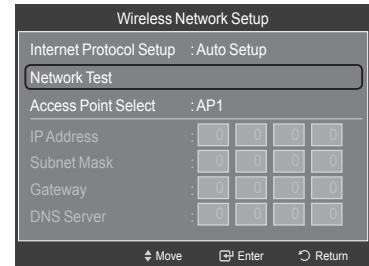 Wireless Network Setup
Internet Protocol Setup : Auto Setup
Network Test
Access Point Select : AP1
IP Address : 0 0 0 0
Subnet Mask : 0 0 0 0
Gateway : 0 0 0 0
DNS Server : 0 0 0 0
Move Enter Return